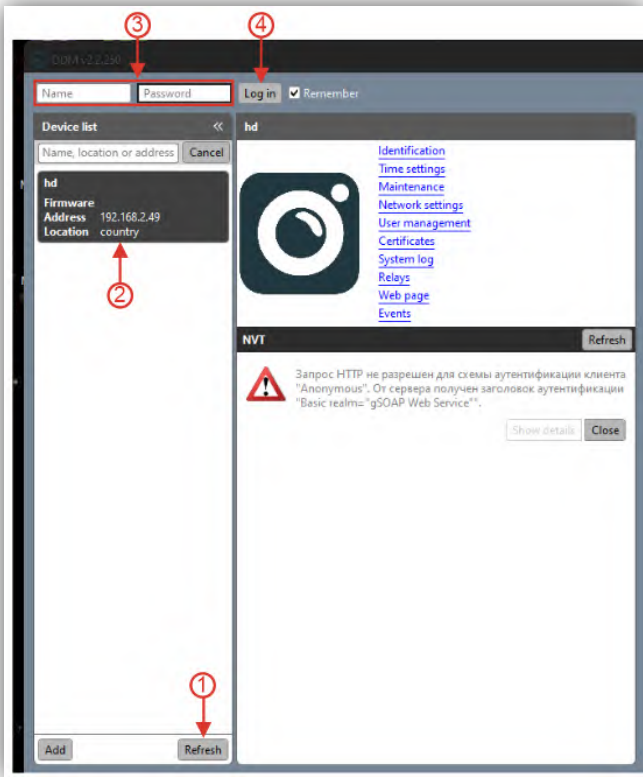 3
4
ODM v2.2.250
Name Password Log in Remember
Device list «
hd
Name, location or address Cancel
hd
Firmware
Address 192.168.2.49
Location country
2
Identification
Time settings
Maintenance
Network settings
User management
Certificates
System log
Relays
Web page
Events
NVT Refresh
Запрос HTTP не разрешен для схемы аутентификации клиента
"Anonymous". От сервера получен заголовок аутентификации
"Basic realm="gSOAP Web Service"".
Show details Close
1
Add Refresh